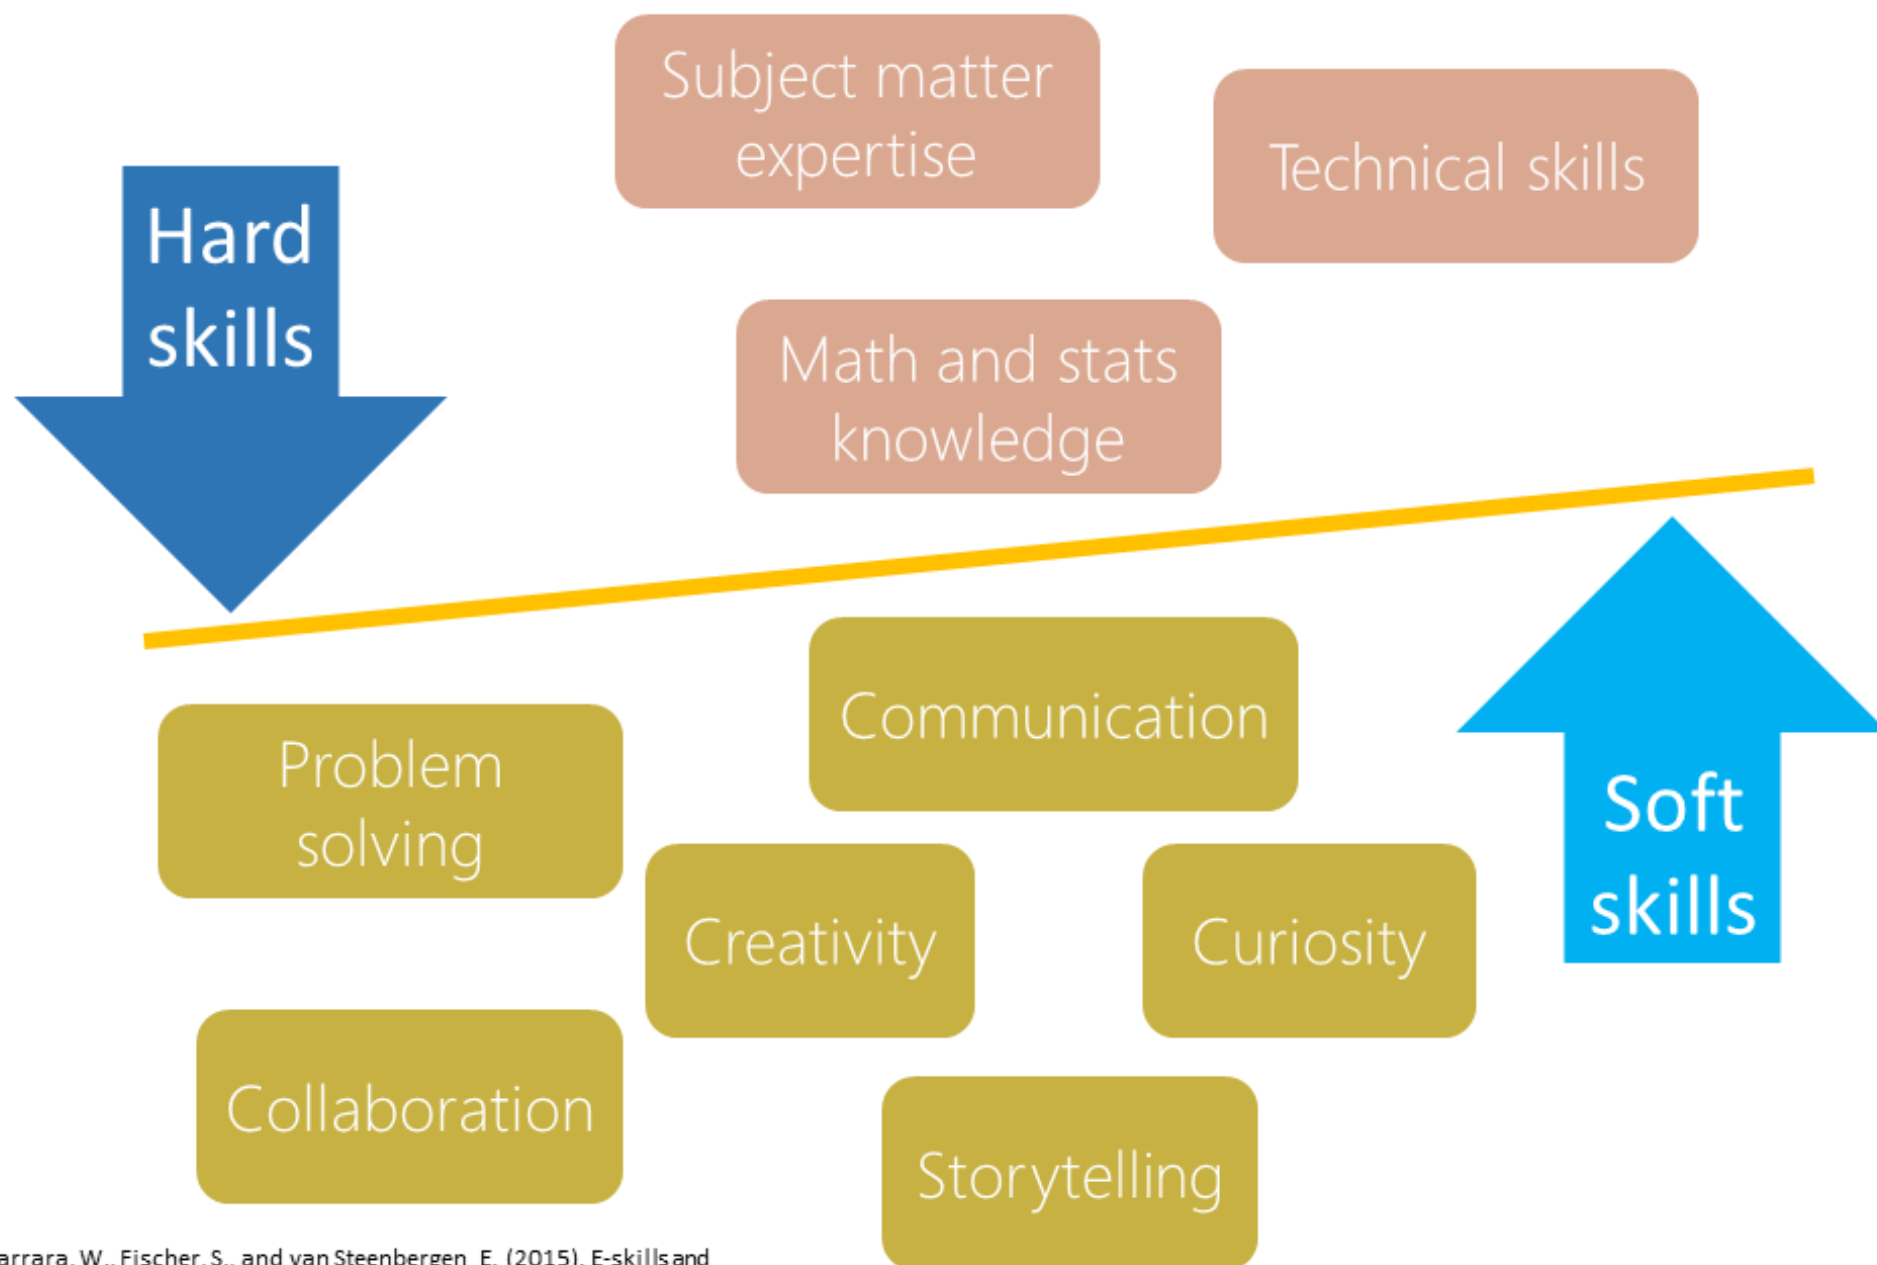 Subject matter
expertise
Technical skills
Hard
skills
Math and stats
knowledge
Communication
Problem
solving
Soft
skills
Creativity
Curiosity
Collaboration
Storytelling
arrara, W., Fischer, S., and van Steenbergen, E. (2015), E-skills and